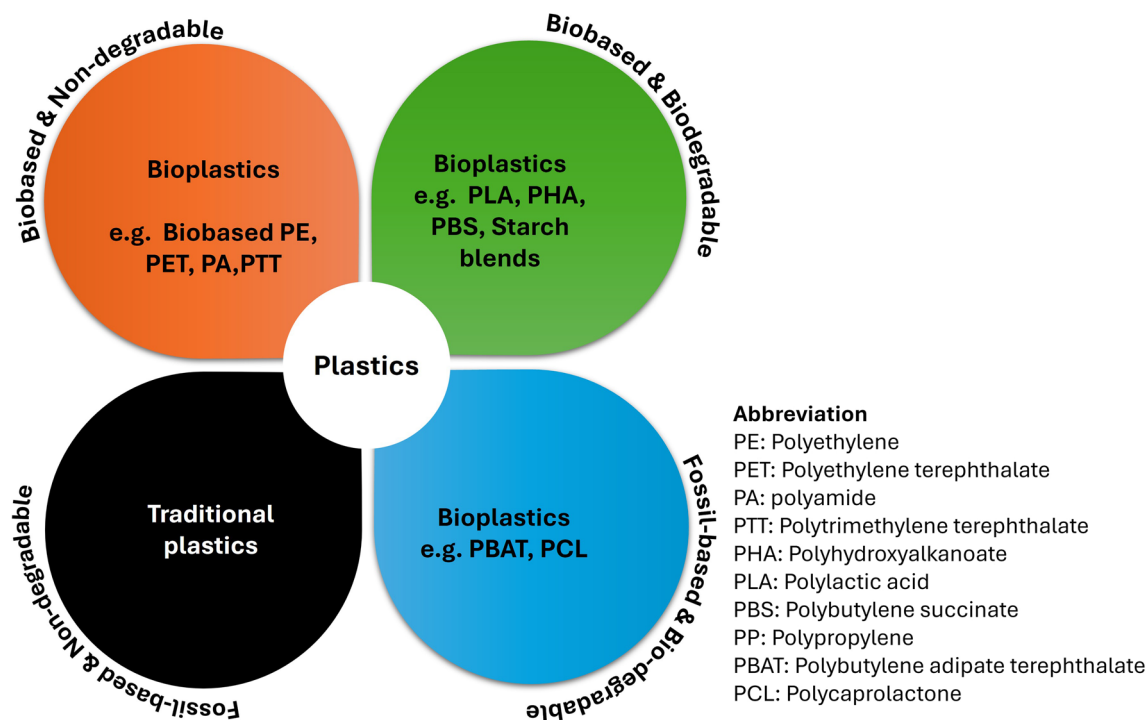 Biobased & Non-degradable
Biobased & Biodegradable
Bioplastics
e.g. Biobased PE,
PET, PA,PTT
Bioplastics
e.g. PLA, PHA,
PBS, Starch
blends
Plastics
Traditional
plastics
Fossil-based & Non-degradable
Bioplastics
e.g. PBAT, PCL
Fossil-based & Bio-degradable
Abbreviation
PE: Polyethylene
PET: Polyethylene terephthalate
PA: polyamide
PTT: Polytrimethylene terephthalate
PHA: Polyhydroxyalkanoate
PLA: Polylactic acid
PBS: Polybutylene succinate
PP: Polypropylene
PBAT: Polybutylene adipate terephthalate
PCL: Polycaprolactone